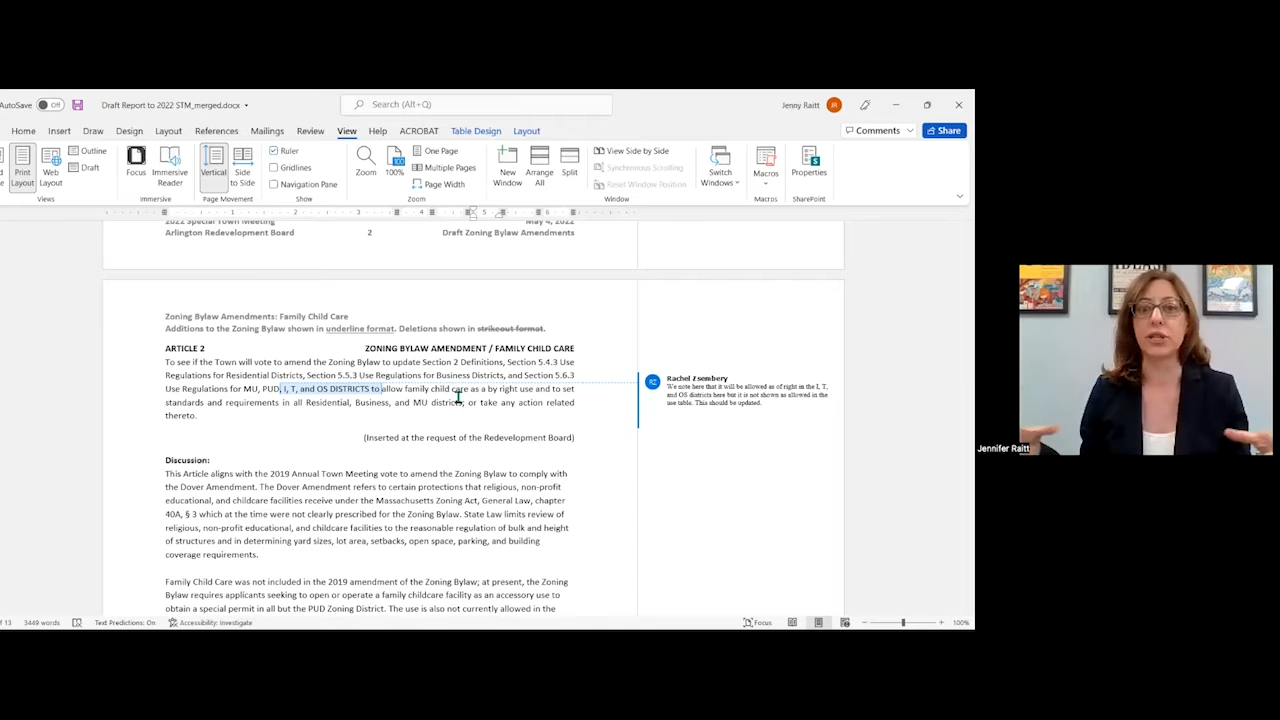 AutoSave Off Draft Report to 2022 STM_merged.docx Search (Alt+Q) Jenny Raitt JR
Home Insert Draw Design Layout References Mailings Review View Help ACROBAT Table Design Layout Comments Share
Print Layout
Web Layout
Outline
Draft
Views
Focus
Immersive Reader
Immersive
Vertical
Side to Side
Page Movement
Ruler
Gridlines
Navigation Pane
Show
Zoom
100%
One Page
Multiple Pages
Page Width
Zoom
New Window
Arrange All
Split
View Side by Side
Synchronous Scrolling
Reset Window Position
Switch Windows
Window
Macros
Macros
Properties
SharePoint
1 2 3 4 5 6
2022 Special Town Meeting May 4, 2022
Arlington Redevelopment Board 2 Draft Zoning Bylaw Amendments
Zoning Bylaw Amendments: Family Child Care
Additions to the Zoning Bylaw shown in underline format. Deletions shown in strikeout format.
ARTICLE 2 ZONING BYLAW AMENDMENT / FAMILY CHILD CARE
To see if the Town will vote to amend the Zoning Bylaw to update Section 2 Definitions, Section 5.4.3 Use
Regulations for Residential Districts, Section 5.5.3 Use Regulations for Business Districts, and Section 5.6.3
Use Regulations for MU, PUD, I, T, and OS DISTRICTS to allow family child care as a by right use and to set
standards and requirements in all Residential, Business, and MU districts; or take any action related
thereto.
(Inserted at the request of the Redevelopment Board)
Discussion:
This Article aligns with the 2019 Annual Town Meeting vote to amend the Zoning Bylaw to comply with
the Dover Amendment. The Dover Amendment refers to certain protections that religious, non-profit
educational, and childcare facilities receive under the Massachusetts Zoning Act, General Law, chapter
40A, § 3 which at the time were not clearly prescribed for the Zoning Bylaw. State Law limits review of
religious, non-profit educational, and childcare facilities to the reasonable regulation of bulk and height
of structures and in determining yard sizes, lot area, setbacks, open space, parking, and building
coverage requirements.
Family Child Care was not included in the 2019 amendment of the Zoning Bylaw; at present, the Zoning
Bylaw requires applicants seeking to open or operate a family childcare facility as an accessory use to
obtain a special permit in all but the PUD Zoning District. The use is also not currently allowed in the
RZ Rachel Zsembery
We note here that it will be allowed as of right in the I, T,
and OS districts here but it is not shown as allowed in the
use table. This should be updated.
Jennifer Raitt
of 13 3449 words Text Predictions: On Accessibility: Investigate Focus 100%